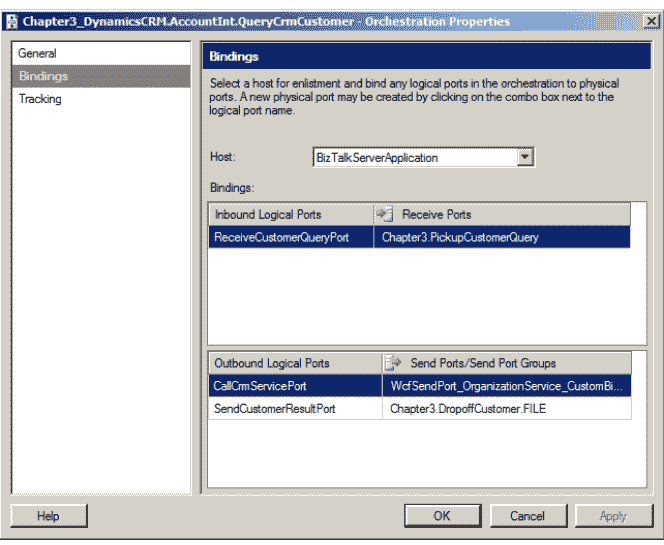 Chapter3_DynamicsCRM.AccountInt.QueryCrmCustomer - Orchestration Properties
General
Bindings
Tracking
Bindings
Select a host for enlistment and bind any logical ports in the orchestration to physical
ports. A new physical port may be created by clicking on the combo box next to the
logical port name.
Host:
BizTalkServerApplication
Bindings:
Inbound Logical Ports
Receive Ports
ReceiveCustomerQueryPort
Chapter3.PickupCustomerQuery
Outbound Logical Ports
Send Ports/Send Port Groups
CallCrmServicePort
WcfSendPort_OrganizationService_CustomBi...
SendCustomerResultPort
Chapter3.DropoffCustomer.FILE
Help
OK
Cancel
Apply